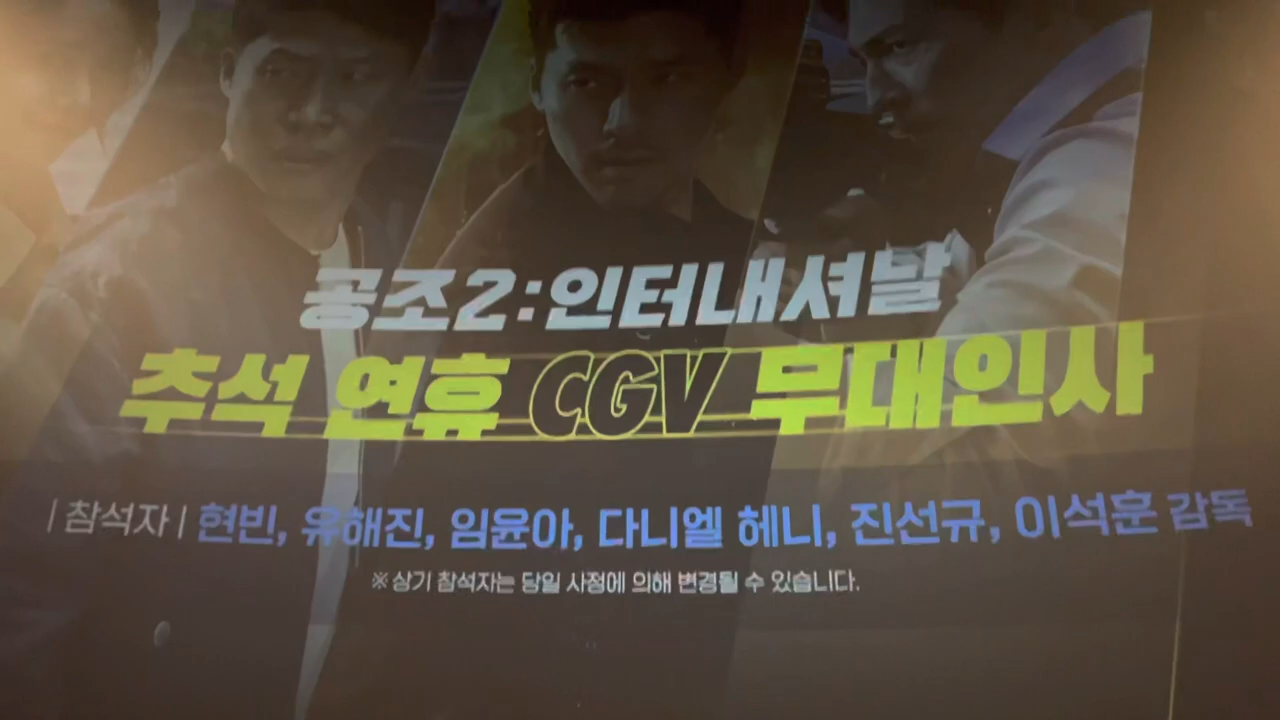 공조2:인터내셔날
추석 연휴 CGV 무대인사
|참석자| 현빈, 유해진, 임윤아, 다니엘 헤니, 진선규, 이석훈 감독
※ 상기 참석자는 당일 사정에 의해 변경될 수 있습니다.